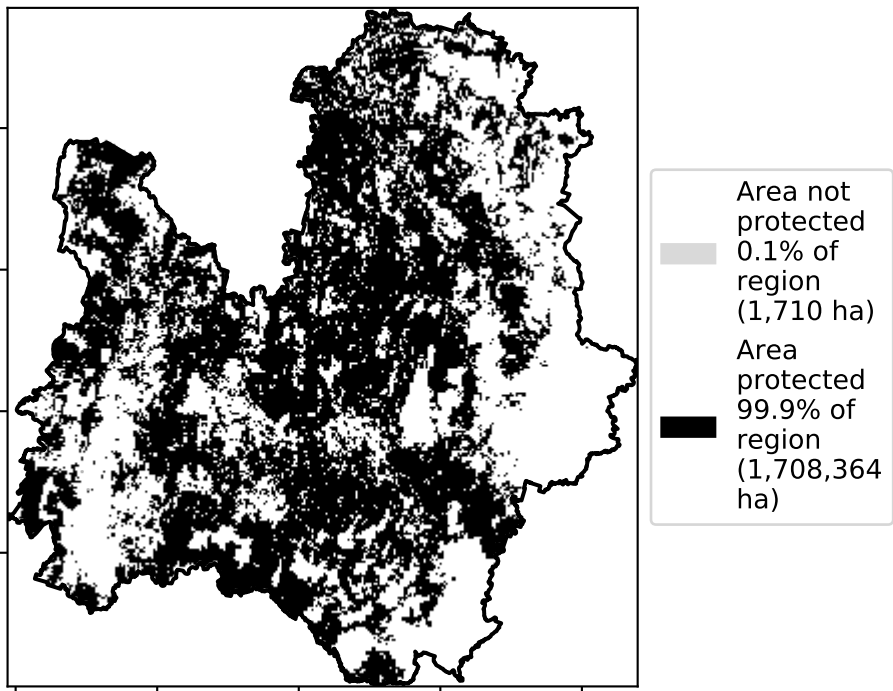 Area not
protected
0.1% of
region
(1,710 ha)
Area
protected
99.9% of
region
(1,708,364
ha)